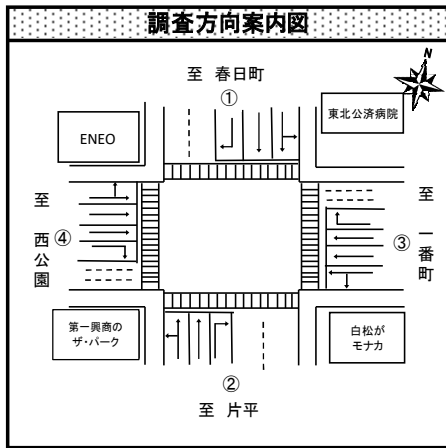 調査方向案内図
N
至 春日町
①
ENEO
東北公済病院
至 西公園
④
至 一番町
③
第一興商の
ザ・パーク
白松が
モナカ
②
至 片平